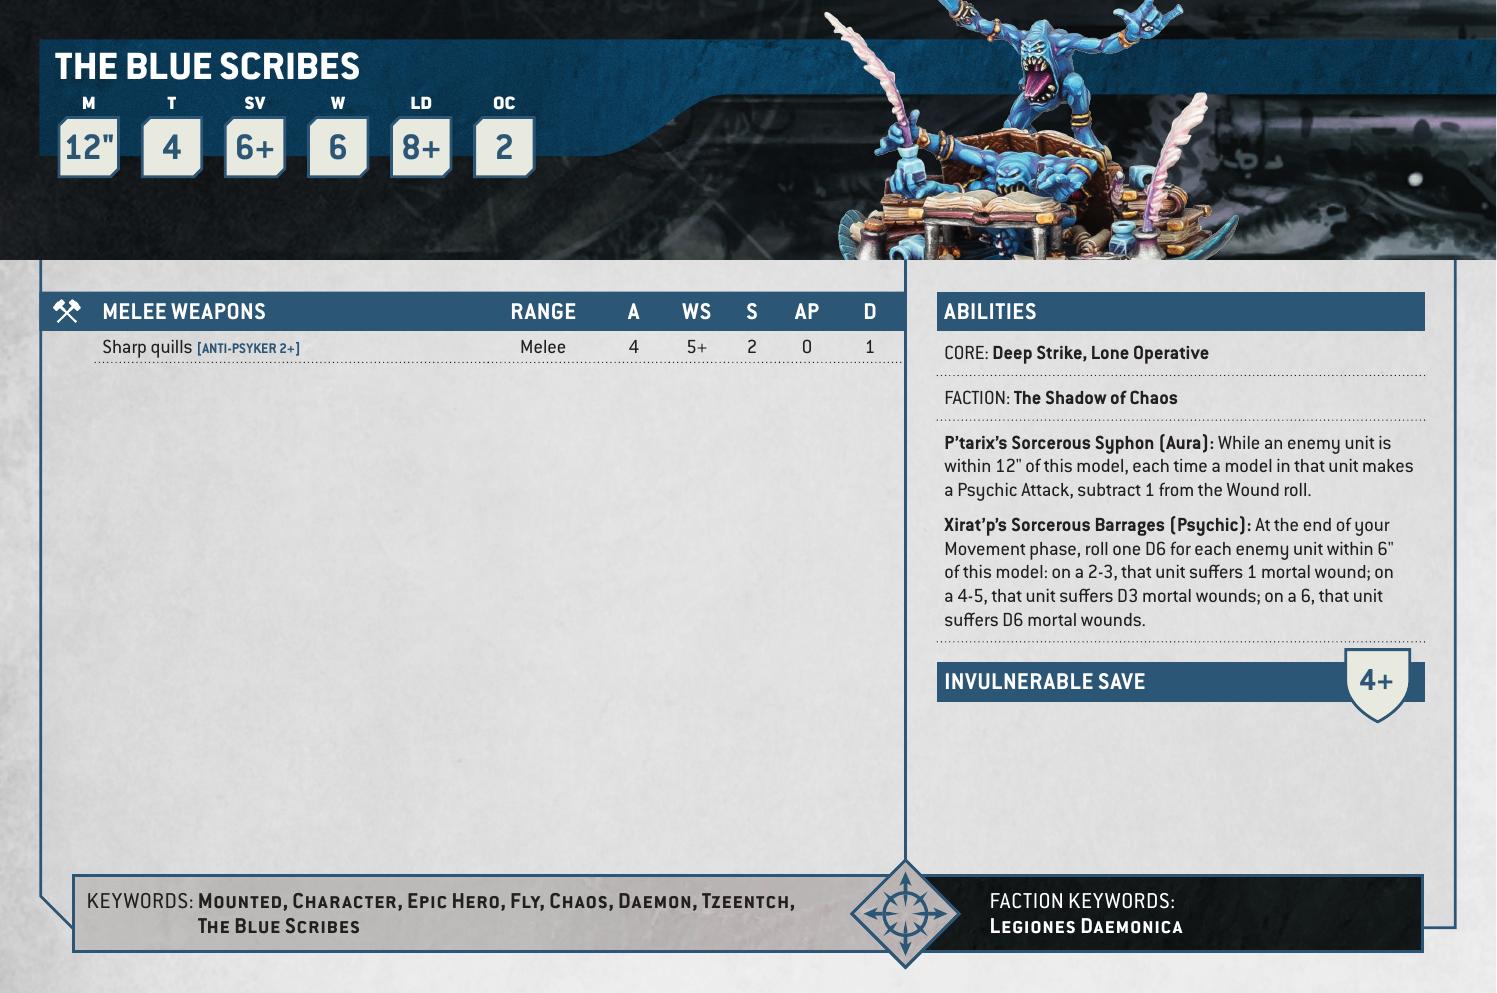 THE BLUE SCRIBES
M T SV W LD OC
12" 4 6+ 6 8+ 2
MELEE WEAPONS RANGE A WS S AP D
Sharp quills [ANTI-PSYKER 2+] Melee 4 5+ 2 0 1
ABILITIES
CORE: Deep Strike, Lone Operative
FACTION: The Shadow of Chaos
P’tarix’s Sorcerous Syphon (Aura): While an enemy unit is
within 12" of this model, each time a model in that unit makes
a Psychic Attack, subtract 1 from the Wound roll.
Xirat’p’s Sorcerous Barrages (Psychic): At the end of your
Movement phase, roll one D6 for each enemy unit within 6"
of this model: on a 2-3, that unit suffers 1 mortal wound; on
a 4-5, that unit suffers D3 mortal wounds; on a 6, that unit
suffers D6 mortal wounds.
INVULNERABLE SAVE 4+
KEYWORDS: MOUNTED, CHARACTER, EPIC HERO, FLY, CHAOS, DAEMON, TZEENTCH,
THE BLUE SCRIBES
FACTION KEYWORDS:
LEGIONES DAEMONICA